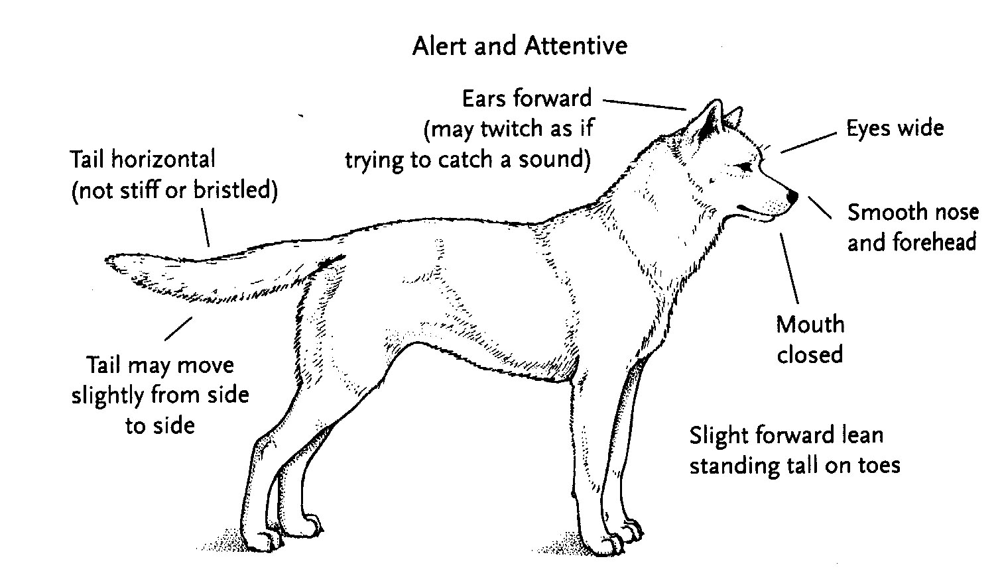 Alert and Attentive
Ears forward
(may twitch as if
trying to catch a sound)
Eyes wide
Tail horizontal
(not stiff or bristled)
Smooth nose
and forehead
Mouth
closed
Tail may move
slightly from side
to side
Slight forward lean
standing tall on toes